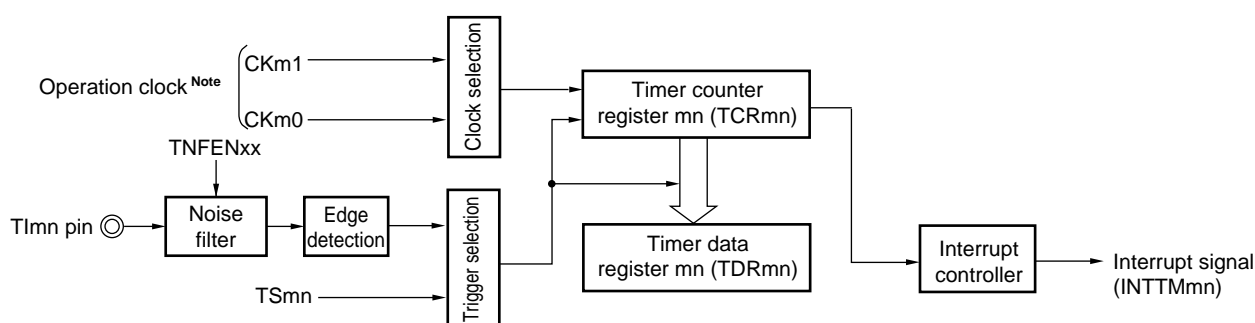 CKm1
Operation clock Note
CKm0
Clock selection
Timer counter
register mn (TCRmn)
TNFENxx
TImn pin
Noise
filter
Edge
detection
TSmn
Trigger selection
Timer data
register mn (TDRmn)
Interrupt
controller
Interrupt signal
(INTTMmn)